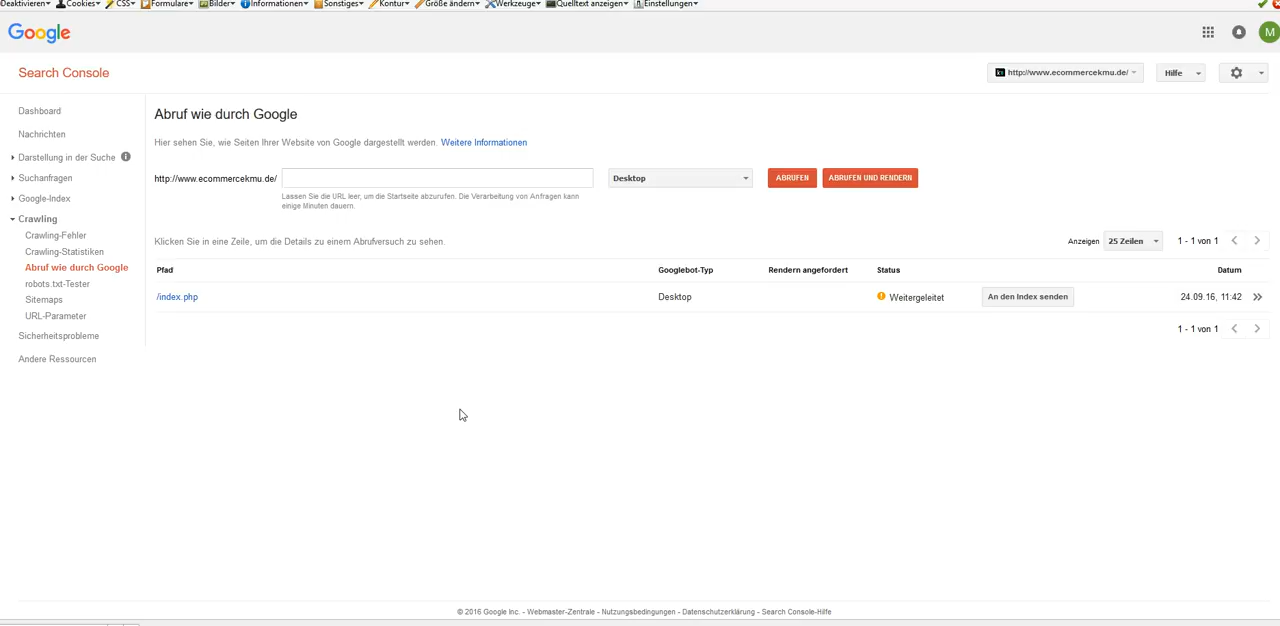 Deaktivieren Cookies CSS Formulare Bilder Informationen Sonstiges Kontur Größe ändern Werkzeuge Quelltext anzeigen Einstellungen
Google
M
Search Console
http://www.ecommercekmu.de/
Hilfe
Dashboard
Nachrichten
Darstellung in der Suche
Suchanfragen
Google-Index
Crawling
Crawling-Fehler
Crawling-Statistiken
Abruf wie durch Google
robots.txt-Tester
Sitemaps
URL-Parameter
Sicherheitsprobleme
Andere Ressourcen
Abruf wie durch Google
Hier sehen Sie, wie Seiten Ihrer Website von Google dargestellt werden. Weitere Informationen
http://www.ecommercekmu.de/ Desktop ABRUFEN ABRUFEN UND RENDERN
Lassen Sie die URL leer, um die Startseite abzurufen. Die Verarbeitung von Anfragen kann
einige Minuten dauern.
Klicken Sie in eine Zeile, um die Details zu einem Abrufversuch zu sehen. Anzeigen 25 Zeilen 1 - 1 von 1
Pfad Googlebot-Typ Rendern angefordert Status Datum
/index.php Desktop Weitergeleitet An den Index senden 24.09.16, 11:42
1 - 1 von 1
© 2016 Google Inc. - Webmaster-Zentrale - Nutzungsbedingungen - Datenschutzerklärung - Search Console-Hilfe